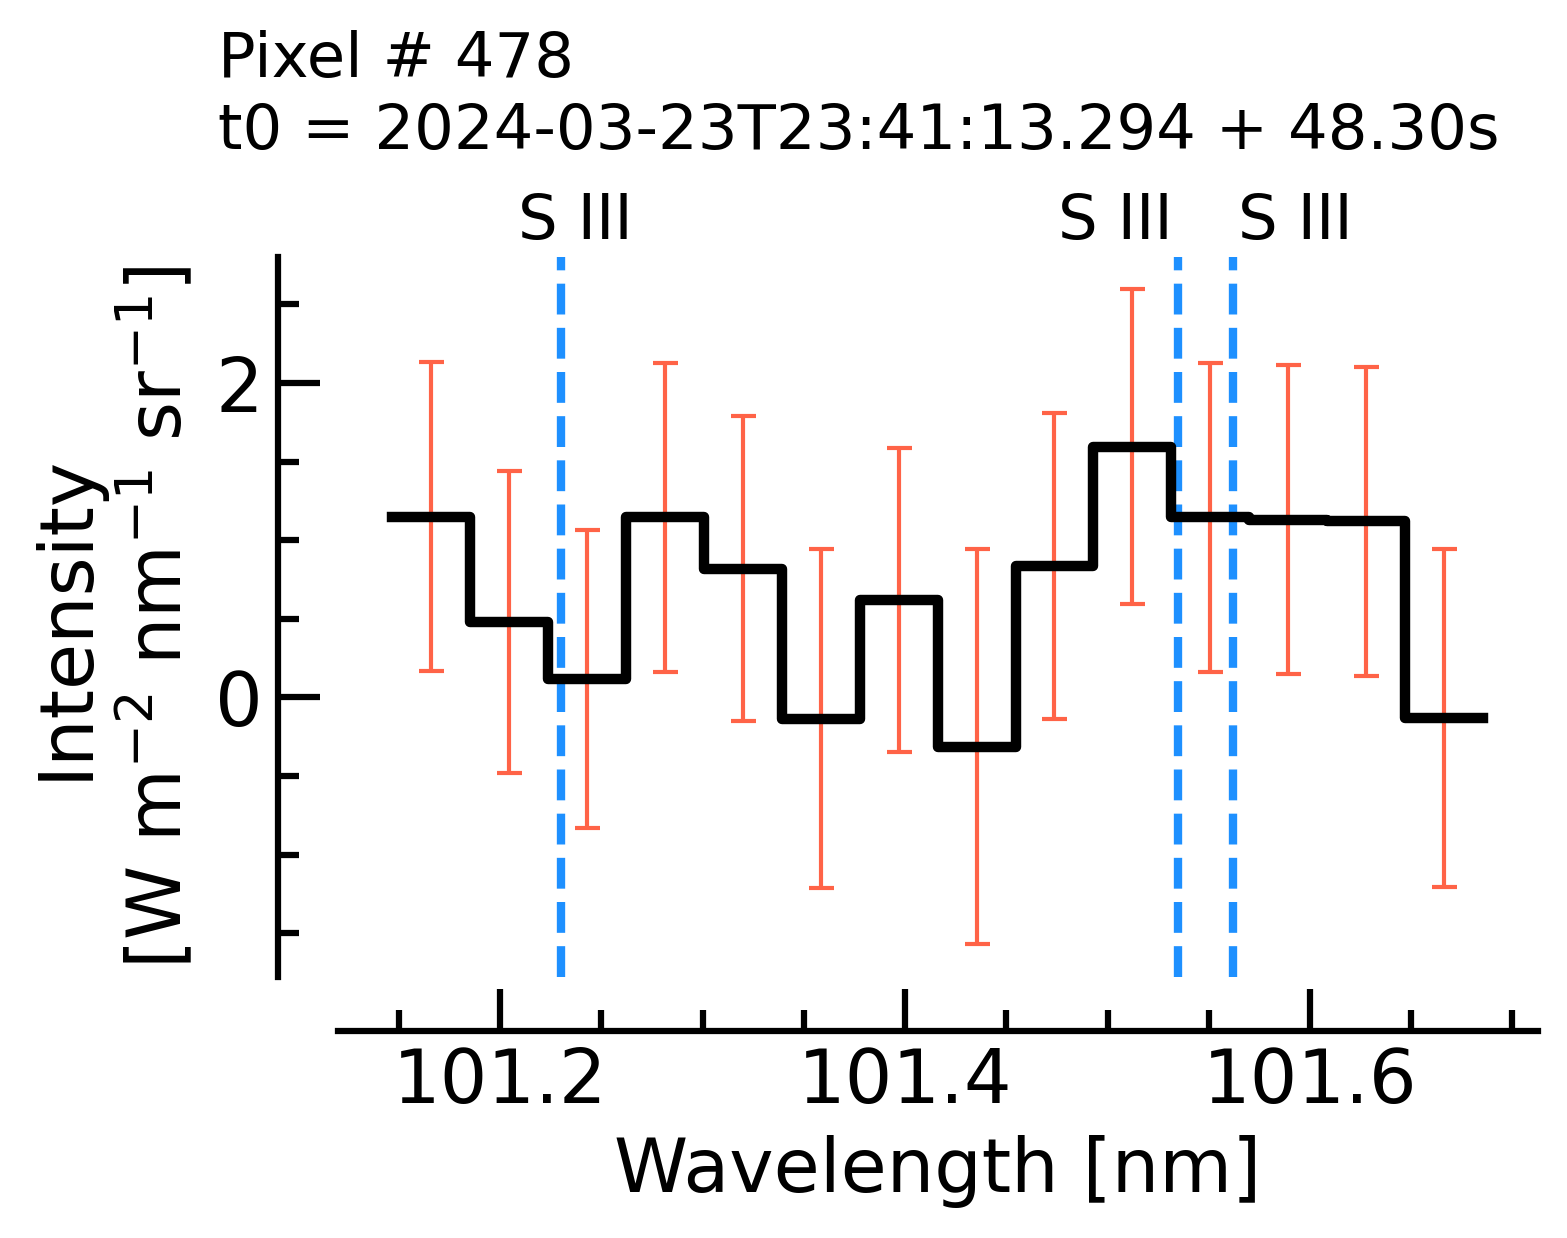 Pixel # 478
t0 = 2024-03-23T23:41:13.294 + 48.30s
S III S III S III
Intensity
[W m⁻² nm⁻¹ sr⁻¹]
2
0
101.2 101.4 101.6
Wavelength [nm]